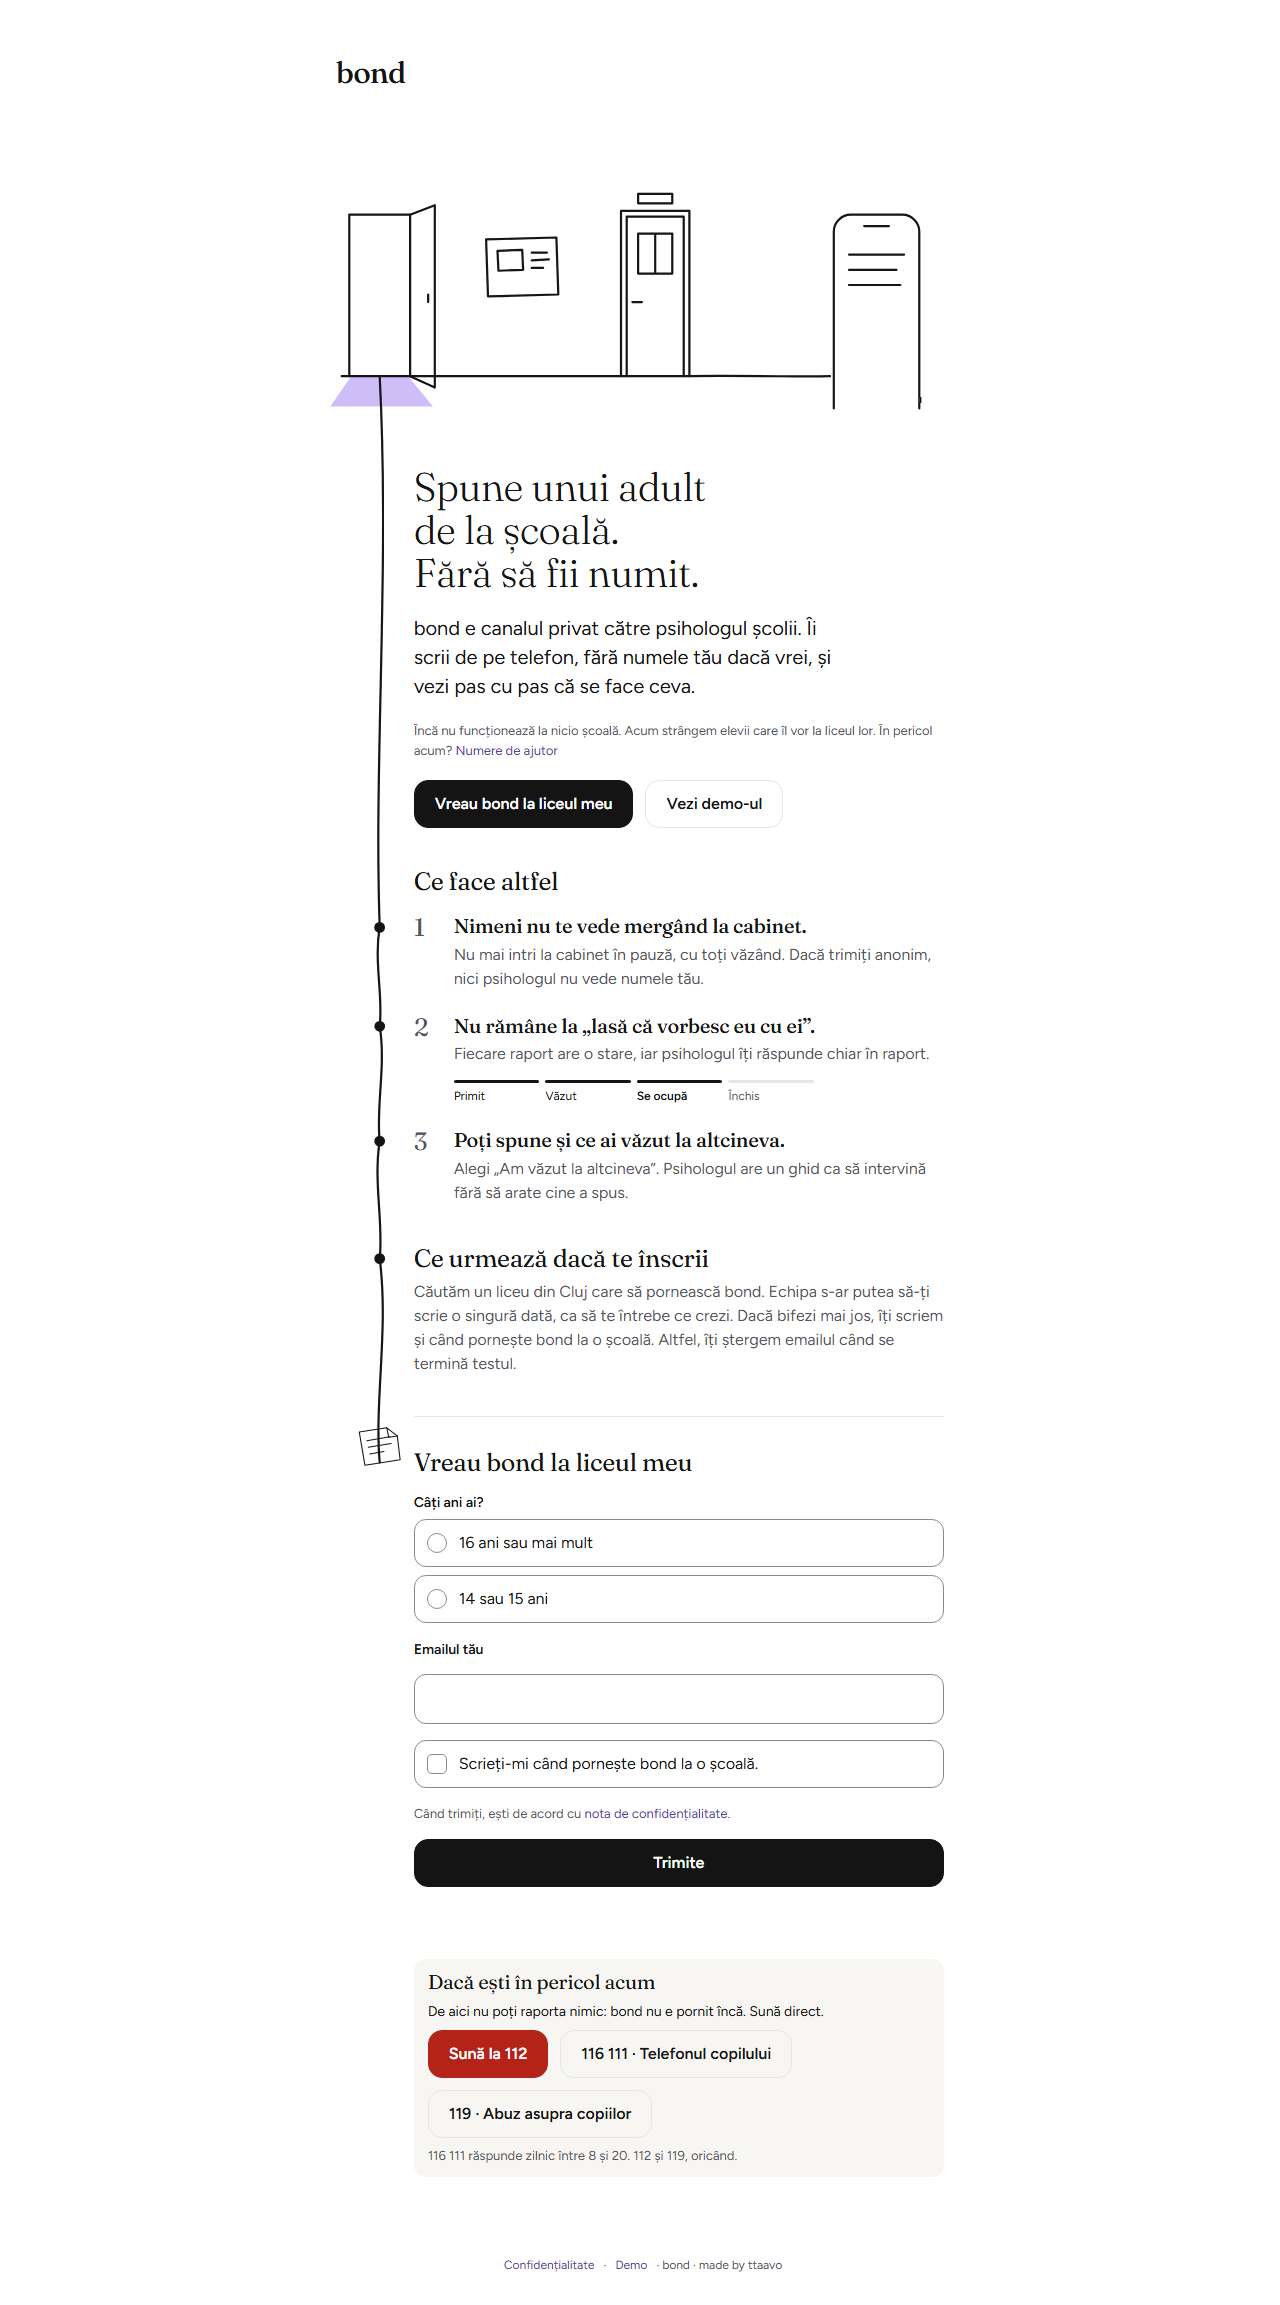 bond
Spune unui adult
de la școală.
Fără să fii numit.
bond e canalul privat către psihologul școlii. Îi
scrii de pe telefon, fără numele tău dacă vrei, și
vezi pas cu pas că se face ceva.
Încă nu funcționează la nicio școală. Acum strângem elevii care îl vor la liceul lor. În pericol
acum? Numere de ajutor
Vreau bond la liceul meu
Vezi demo-ul
Ce face altfel
1 Nimeni nu te vede mergând la cabinet.
Nu mai intri la cabinet în pauză, cu toți văzând. Dacă trimiți anonim,
nici psihologul nu vede numele tău.
2 Nu rămâne la „lasă că vorbesc eu cu ei”.
Fiecare raport are o stare, iar psihologul îți răspunde chiar în raport.
Primit Văzut Se ocupă Închis
3 Poți spune și ce ai văzut la altcineva.
Alegi „Am văzut la altcineva”. Psihologul are un ghid ca să intervină
fără să arate cine a spus.
Ce urmează dacă te înscrii
Căutăm un liceu din Cluj care să pornească bond. Echipa s-ar putea să-ți
scrie o singură dată, ca să te întrebe ce crezi. Dacă bifezi mai jos, îți scriem
și când pornește bond la o școală. Altfel, îți ștergem emailul când se
termină testul.
Vreau bond la liceul meu
Câți ani ai?
16 ani sau mai mult
14 sau 15 ani
Emailul tău
Scrieți-mi când pornește bond la o școală.
Când trimiți, ești de acord cu nota de confidențialitate.
Trimite
Dacă ești în pericol acum
De aici nu poți raporta nimic: bond nu e pornit încă. Sună direct.
Sună la 112
116 111 · Telefonul copilului
119 · Abuz asupra copiilor
116 111 răspunde zilnic între 8 și 20. 112 și 119, oricând.
Confidențialitate · Demo · bond · made by ttaavo